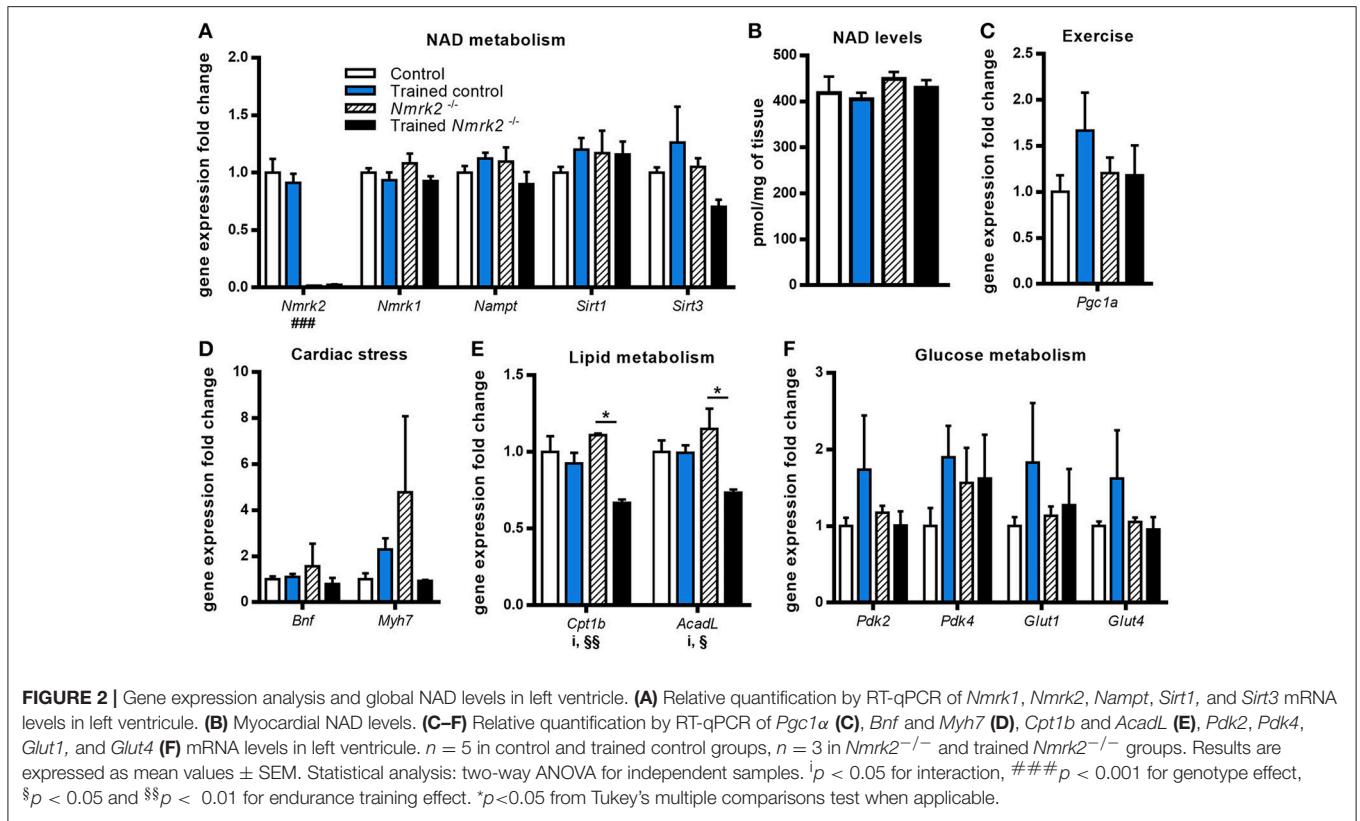 A
NAD metabolism
gene expression fold change
2.0
1.5
1.0
0.5
0.0
Control
Trained control
Nmrk2 -/-
Trained Nmrk2 -/-
Nmrk2
Nmrk1
Nampt
Sirt1
Sirt3
###
B
NAD levels
pmol/mg of tissue
500
400
300
200
100
0
C
Exercise
gene expression fold change
2.5
2.0
1.5
1.0
0.5
Pgc1a
D
Cardiac stress
gene expression fold change
10
8
6
4
2
0
Bnf
Myh7
E
Lipid metabolism
gene expression fold change
1.5
1.0
0.5
0.0
*
*
Cpt1b
AcadL
i, §§
i, §
F
Glucose metabolism
gene expression fold change
3
2
1
0
Pdk2
Pdk4
Glut1
Glut4
FIGURE 2 | Gene expression analysis and global NAD levels in left ventricle. (A) Relative quantification by RT-qPCR of Nmrk1, Nmrk2, Nampt, Sirt1, and Sirt3 mRNA
levels in left ventricule. (B) Myocardial NAD levels. (C–F) Relative quantification by RT-qPCR of Pgc1α (C), Bnf and Myh7 (D), Cpt1b and AcadL (E), Pdk2, Pdk4,
Glut1, and Glut4 (F) mRNA levels in left ventricule. n = 5 in control and trained control groups, n = 3 in Nmrk2−/− and trained Nmrk2−/− groups. Results are
expressed as mean values ± SEM. Statistical analysis: two-way ANOVA for independent samples. ip < 0.05 for interaction, ###p < 0.001 for genotype effect,
§p < 0.05 and §§p < 0.01 for endurance training effect. *p<0.05 from Tukey's multiple comparisons test when applicable.